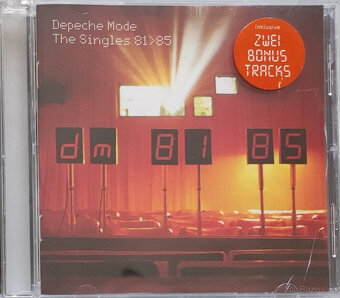 Depeche Mode
The Singles 81>85
inklusive
ZWEI
BONUS
TRACKS
dm 81 85